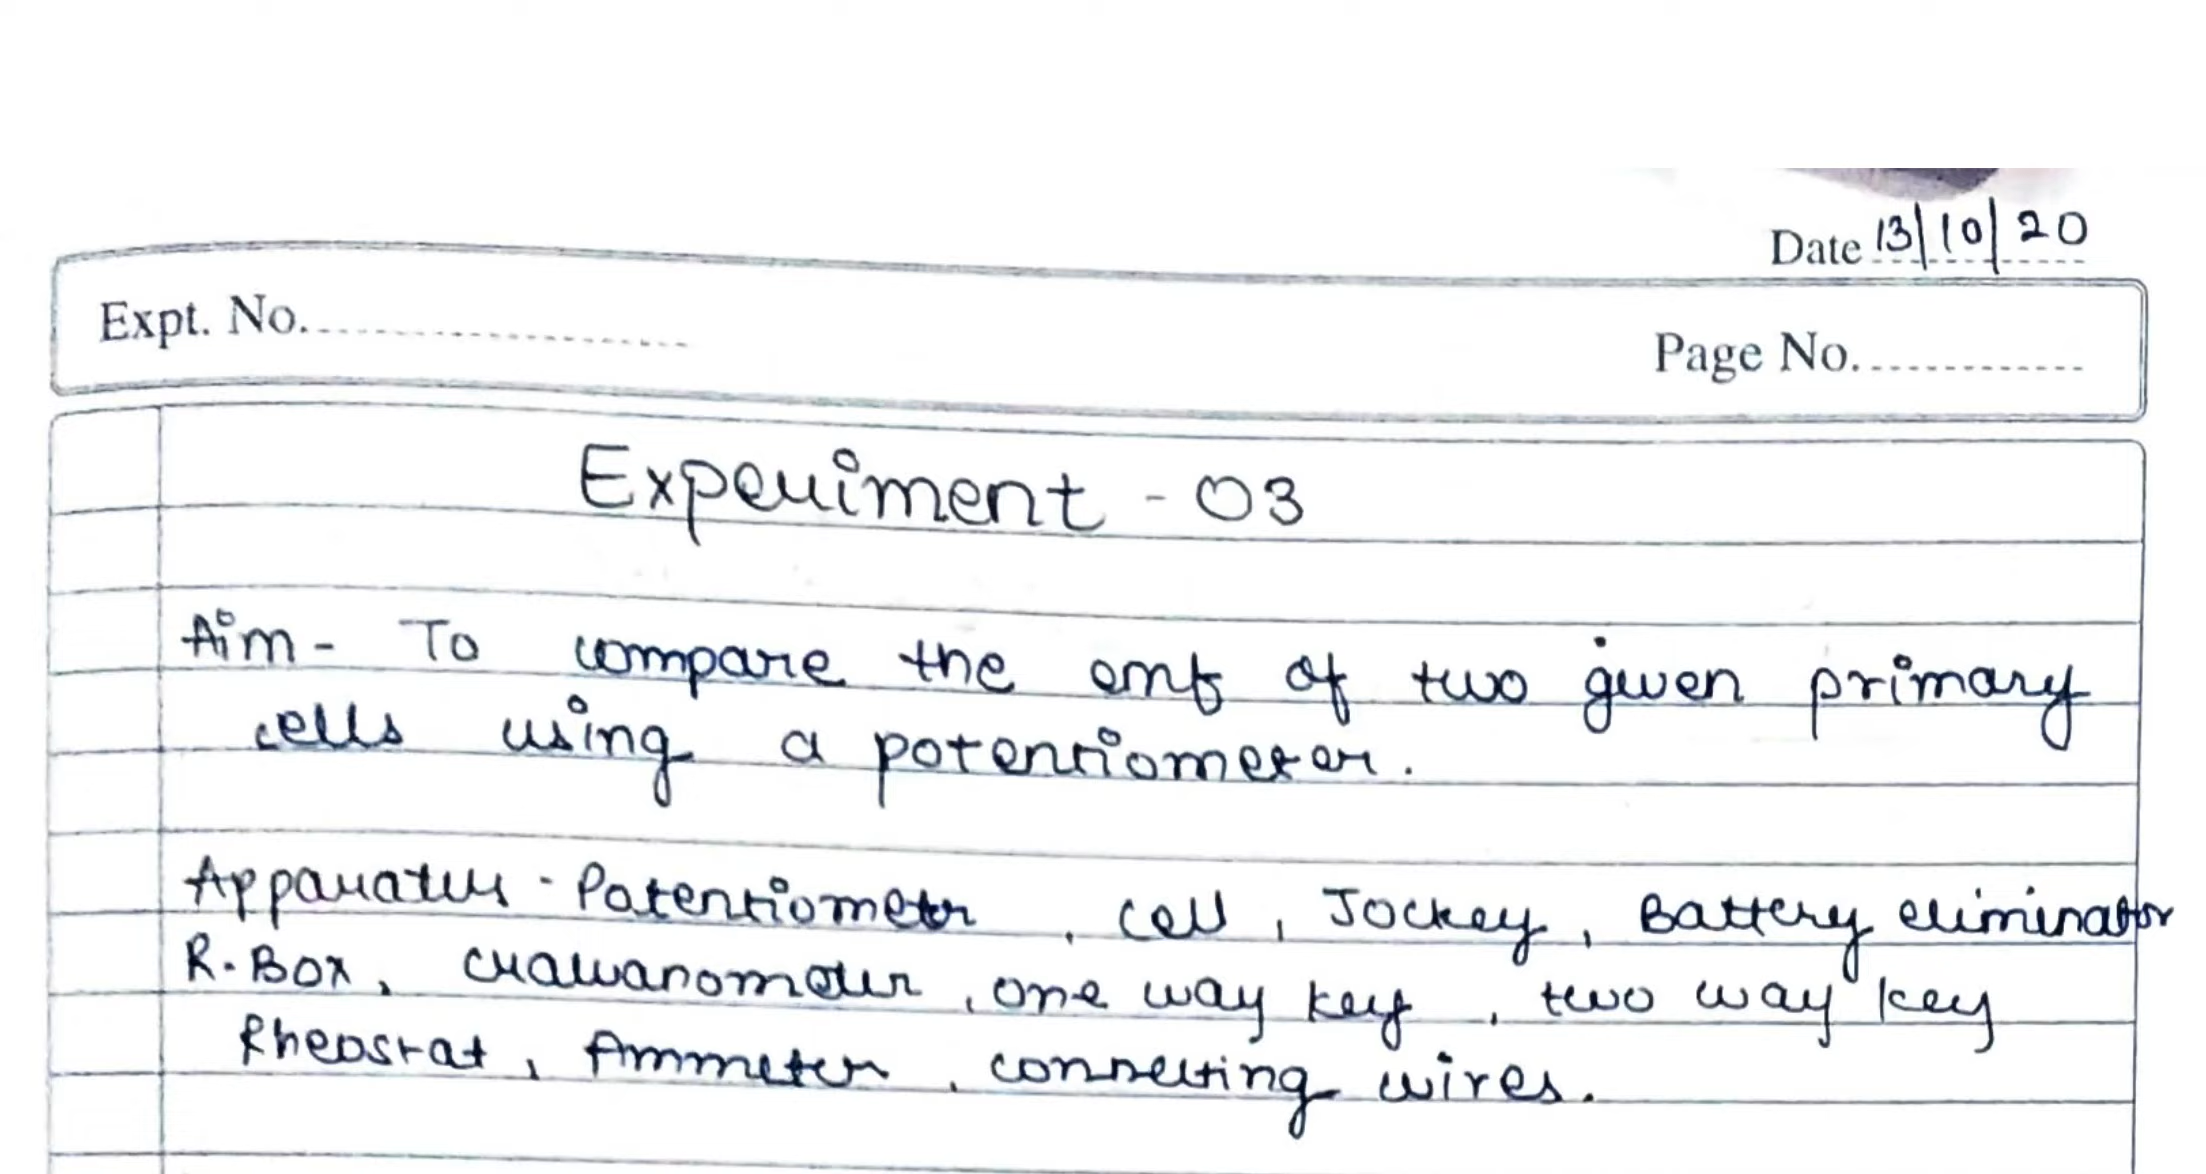 Date 13/10/20
Expt. No.
Page No.
Experiment - 03
Aim - To compare the emf of two given primary
cells using a potentiometer.
Apparatus - Potentiometer, cell, Jockey, Battery eliminator
R. Box, Galvanometer, one way key, two way key
Rheostat, Ammeter, connecting wires.